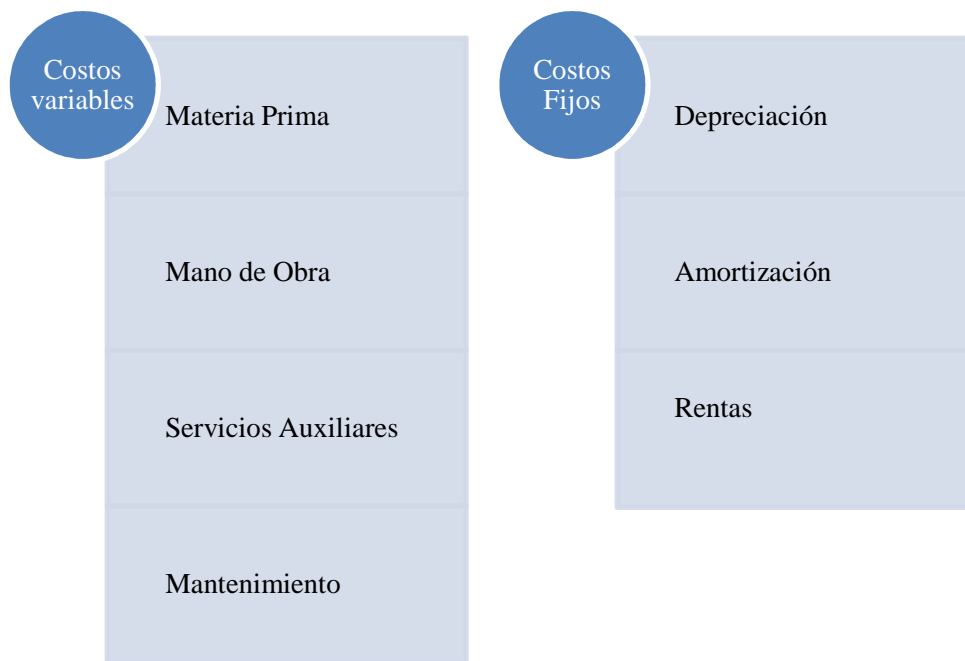 Costos
variables
Materia Prima
Mano de Obra
Servicios Auxiliares
Mantenimiento
Costos
Fijos
Depreciación
Amortización
Rentas